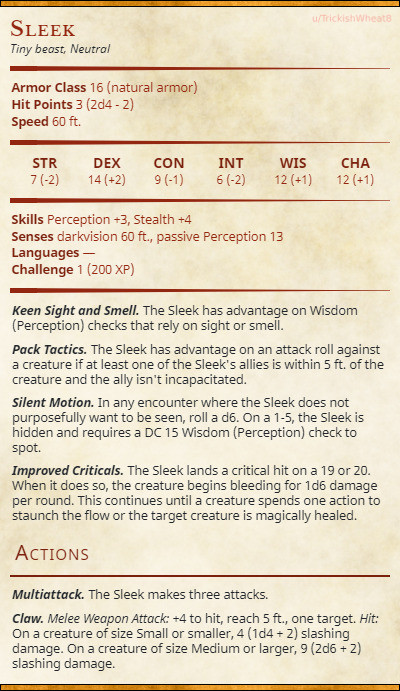 u/TrickishWheat8
Sleek
Tiny beast, Neutral
Armor Class 16 (natural armor)
Hit Points 3 (2d4 - 2)
Speed 60 ft.
STR DEX CON INT WIS CHA
7 (-2) 14 (+2) 9 (-1) 6 (-2) 12 (+1) 12 (+1)
Skills Perception +3, Stealth +4
Senses darkvision 60 ft., passive Perception 13
Languages —
Challenge 1 (200 XP)
Keen Sight and Smell. The Sleek has advantage on Wisdom
(Perception) checks that rely on sight or smell.
Pack Tactics. The Sleek has advantage on an attack roll against
a creature if at least one of the Sleek's allies is within 5 ft. of the
creature and the ally isn't incapacitated.
Silent Motion. In any encounter where the Sleek does not
purposefully want to be seen, roll a d6. On a 1-5, the Sleek is
hidden and requires a DC 15 Wisdom (Perception) check to
spot.
Improved Criticals. The Sleek lands a critical hit on a 19 or 20.
When it does so, the creature begins bleeding for 1d6 damage
per round. This continues until a creature spends one action to
staunch the flow or the target creature is magically healed.
Actions
Multiattack. The Sleek makes three attacks.
Claw. Melee Weapon Attack: +4 to hit, reach 5 ft., one target. Hit:
On a creature of size Small or smaller, 4 (1d4 + 2) slashing
damage. On a creature of size Medium or larger, 9 (2d6 + 2)
slashing damage.